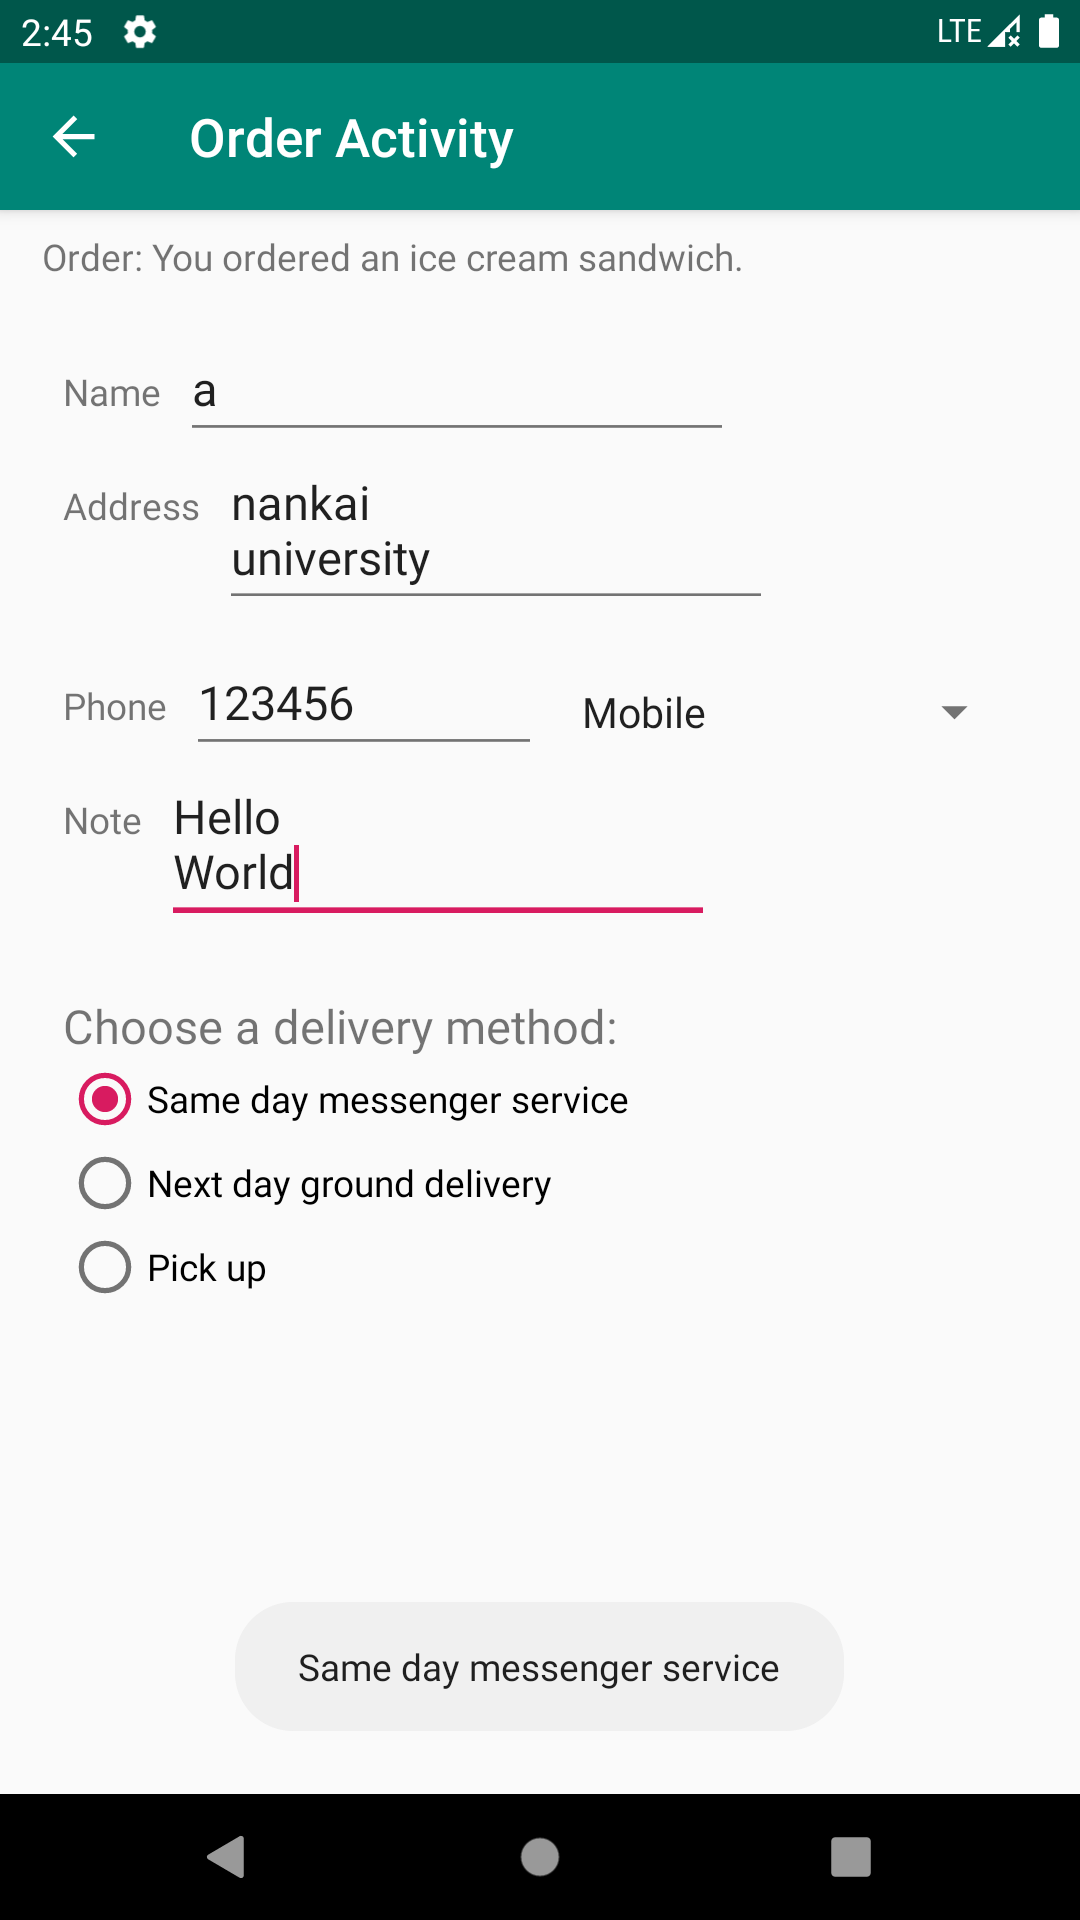 2:45 LTE
Order Activity
Order: You ordered an ice cream sandwich.
Name a
Address nankai
university
Phone 123456 Mobile
Note Hello
World
Choose a delivery method:
Same day messenger service
Next day ground delivery
Pick up
Same day messenger service